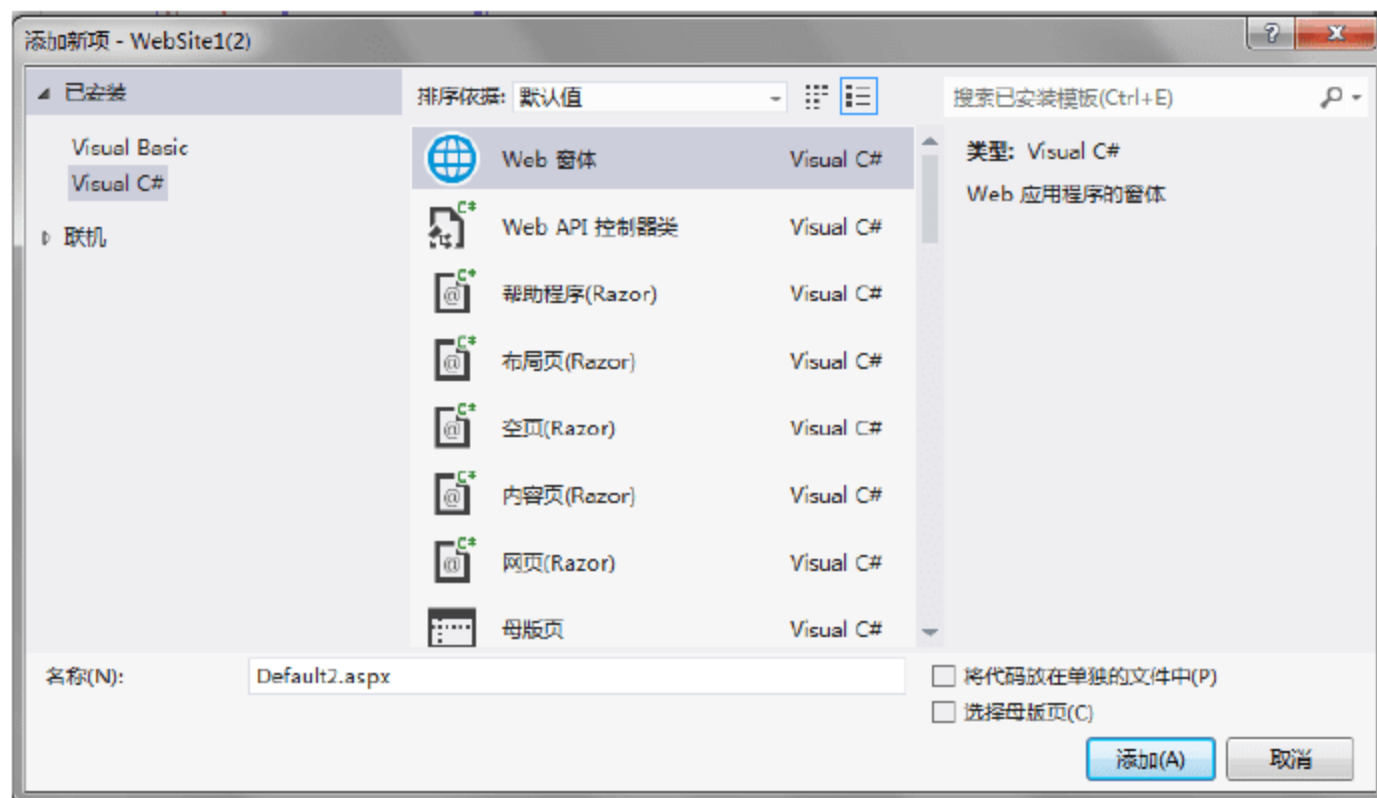 添加新项 - WebSite1(2)
已安装
Visual Basic
Visual C#
联机
排序依据: 默认值
Web 窗体 Visual C#
Web API 控制器类 Visual C#
帮助程序(Razor) Visual C#
布局页(Razor) Visual C#
空页(Razor) Visual C#
内容页(Razor) Visual C#
网页(Razor) Visual C#
母版页 Visual C#
搜索已安装模板(Ctrl+E)
类型: Visual C#
Web 应用程序的窗体
名称(N): Default2.aspx
将代码放在单独的文件中(P)
选择母版页(C)
添加(A) 取消